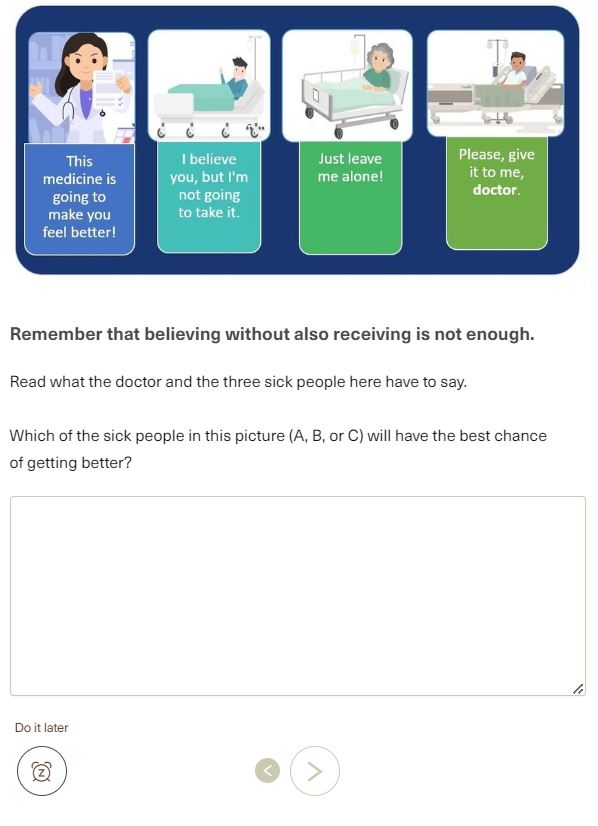 This
medicine is
going to
make you
feel better!
I believe
you, but I'm
not going
to take it.
Just leave
me alone!
Please, give
it to me,
doctor.
Remember that believing without also receiving is not enough.
Read what the doctor and the three sick people here have to say.
Which of the sick people in this picture (A, B, or C) will have the best chance
of getting better?
Do it later
z